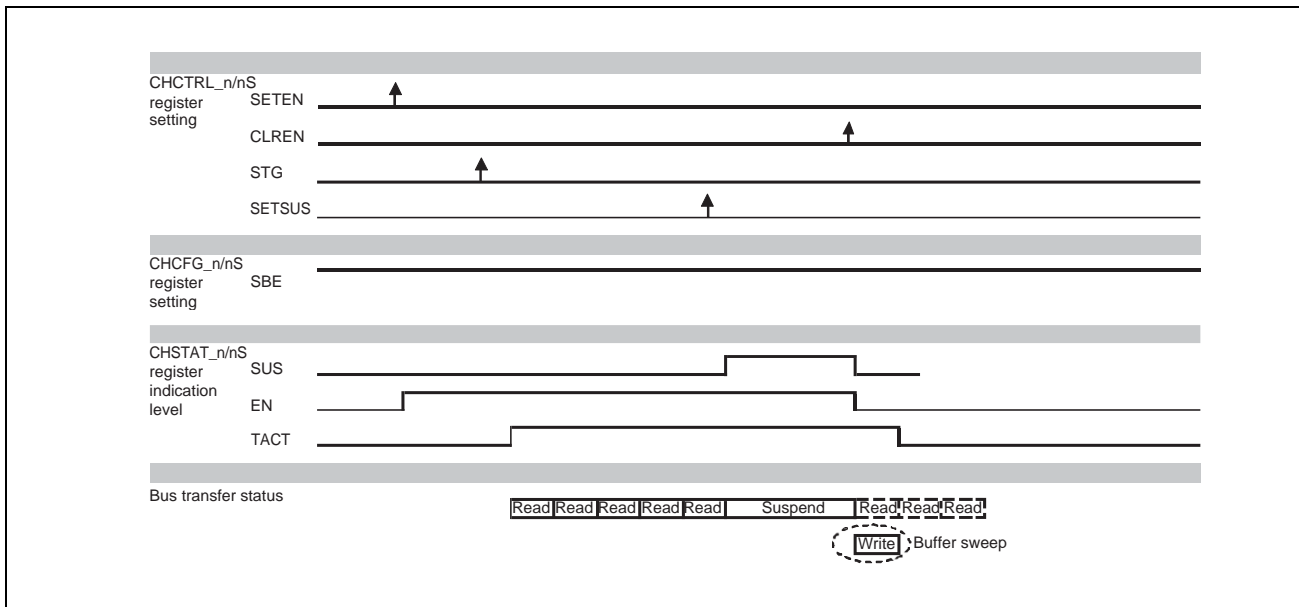 CHCTRL_n/nS
register
setting
SETEN
CLREN
STG
SETSUS
CHCFG_n/nS
register
setting
SBE
CHSTAT_n/nS
register
indication
level
SUS
EN
TACT
Bus transfer status
Read Read Read Read Read Suspend Read Read Read
Write Buffer sweep